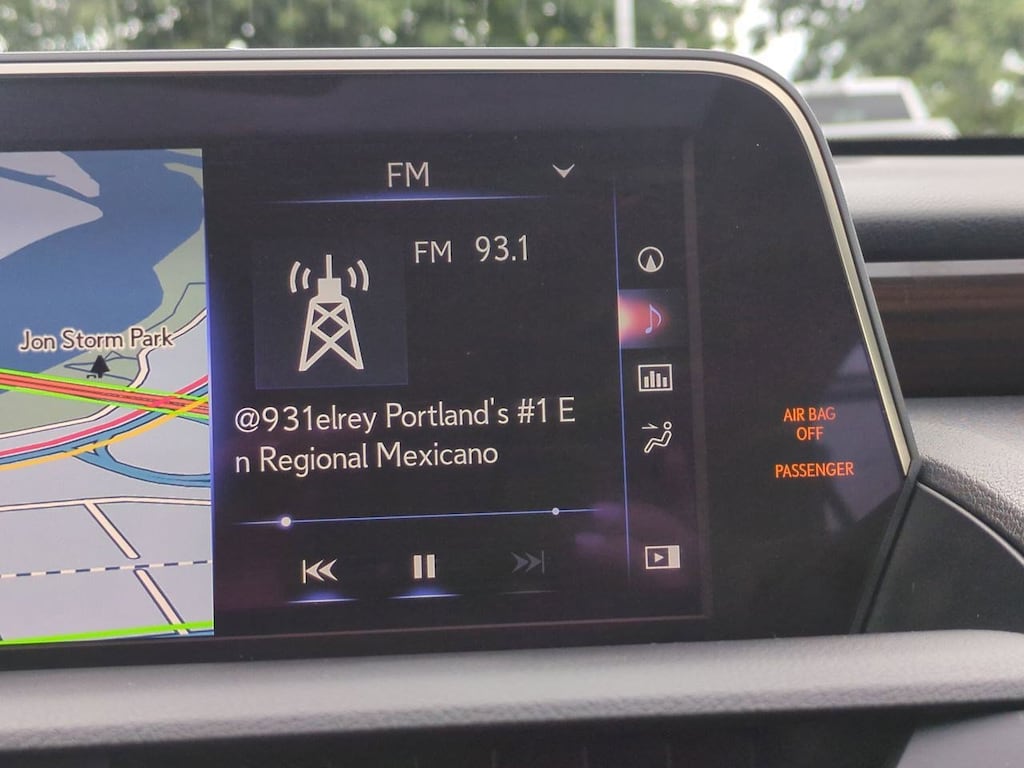 FM
FM 93.1
Jon Storm Park
@931elrey Portland's #1 E
n Regional Mexicano
AIR BAG
OFF
PASSENGER